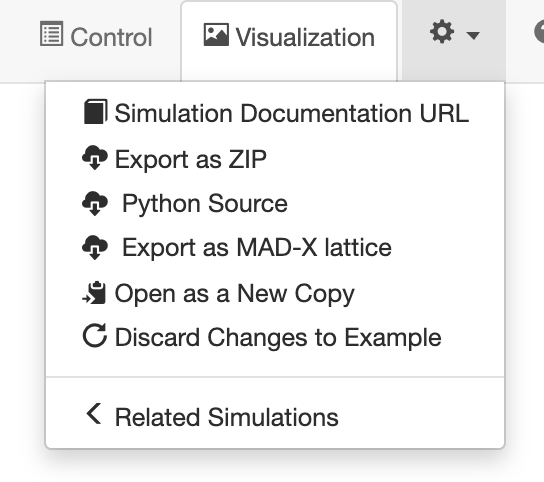 Control
Visualization
Simulation Documentation URL
Export as ZIP
Python Source
Export as MAD-X lattice
Open as a New Copy
Discard Changes to Example
Related Simulations